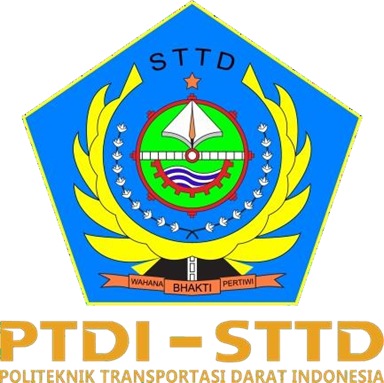 STTD
WAHANA BHAKTI PERTIWI
PTDI - STTD
POLITEKNIK TRANSPORTASI DARAT INDONESIA